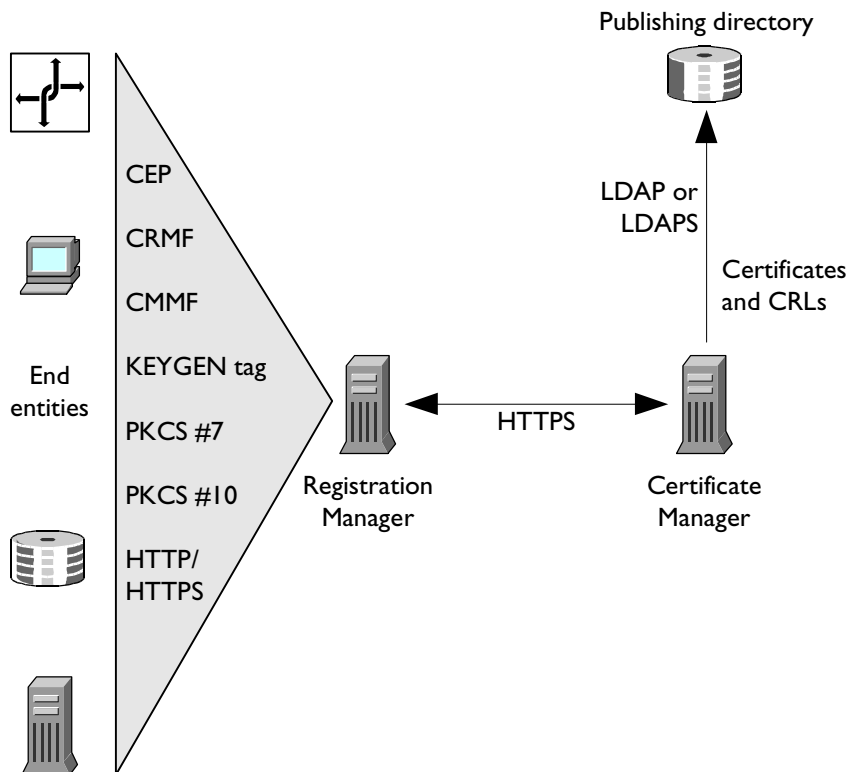 Publishing directory
CEP
CRMF
CMMF
KEYGEN tag
PKCS #7
PKCS #10
HTTP/
HTTPS
End
entities
Registration
Manager
HTTPS
Certificate
Manager
LDAP or
LDAPS
Certificates
and CRLs